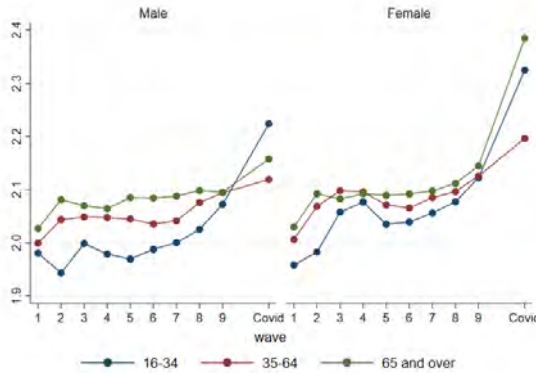 Male Female
2.4
2.3
2.2
2.1
2.0
1.9
1 2 3 4 5 6 7 8 9 Covid 1 2 3 4 5 6 7 8 9 Covid
wave
16-34 35-64 65 and over